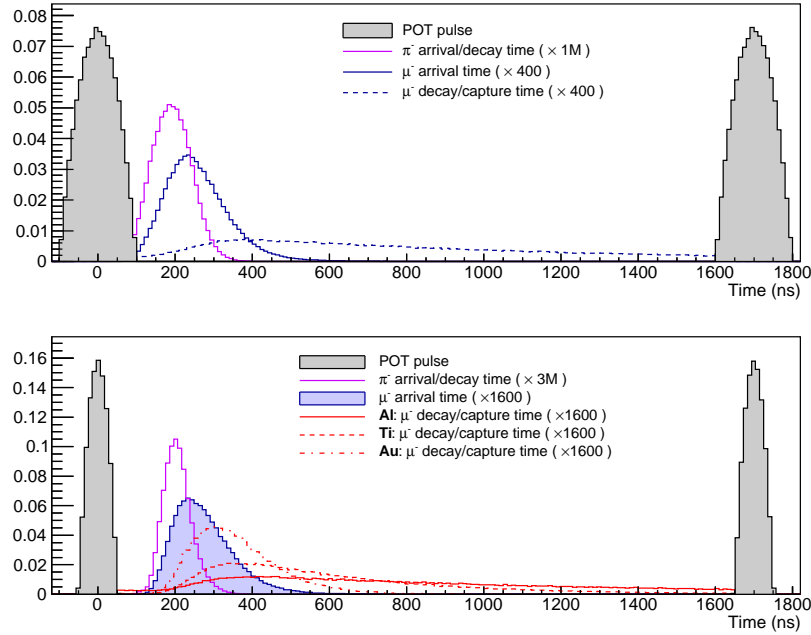 0.08
0.07
0.06
0.05
0.04
0.03
0.02
0.01
0
POT pulse
π⁻ arrival/decay time ( × 1M )
μ⁻ arrival time ( × 400 )
μ⁻ decay/capture time ( × 400 )
0 200 400 600 800 1000 1200 1400 1600 1800
Time (ns)
0.16
0.14
0.12
0.1
0.08
0.06
0.04
0.02
0
POT pulse
π⁻ arrival/decay time ( × 3M )
μ⁻ arrival time ( ×1600 )
Al: μ⁻ decay/capture time ( ×1600 )
Ti: μ⁻ decay/capture time ( ×1600 )
Au: μ⁻ decay/capture time ( ×1600 )
0 200 400 600 800 1000 1200 1400 1600 1800
Time (ns)